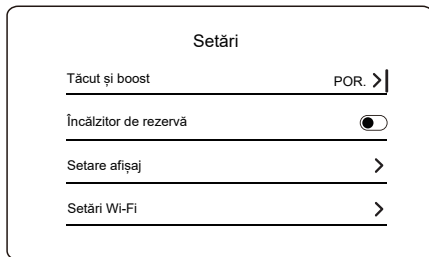 Setări
Tăcut și boost POR.
Încălzitor de rezervă
Setare afișaj
Setări Wi-Fi